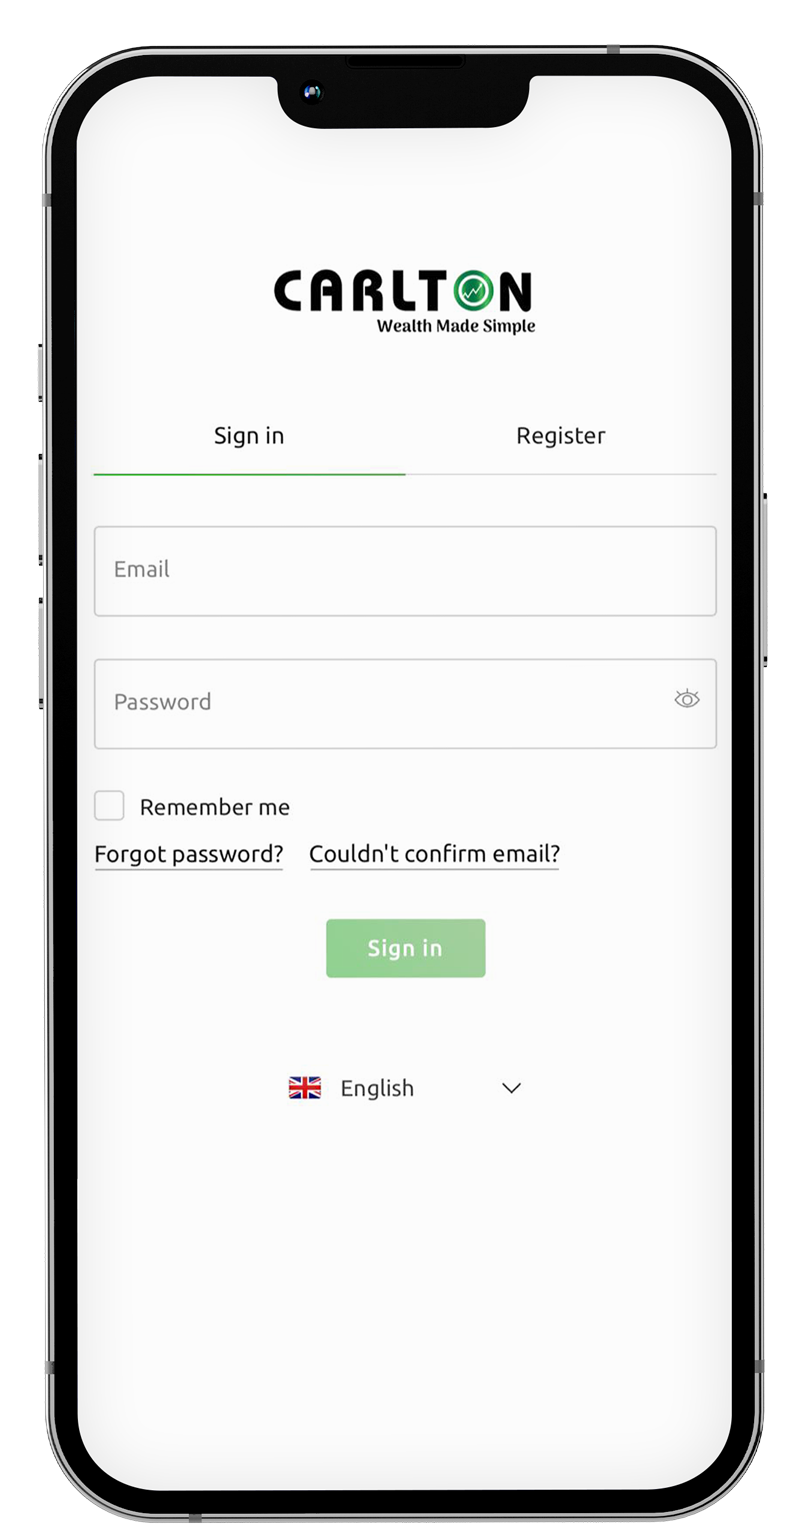 CARLTON
Wealth Made Simple
Sign in Register
Email
Password
Remember me
Forgot password? Couldn't confirm email?
Sign in
English